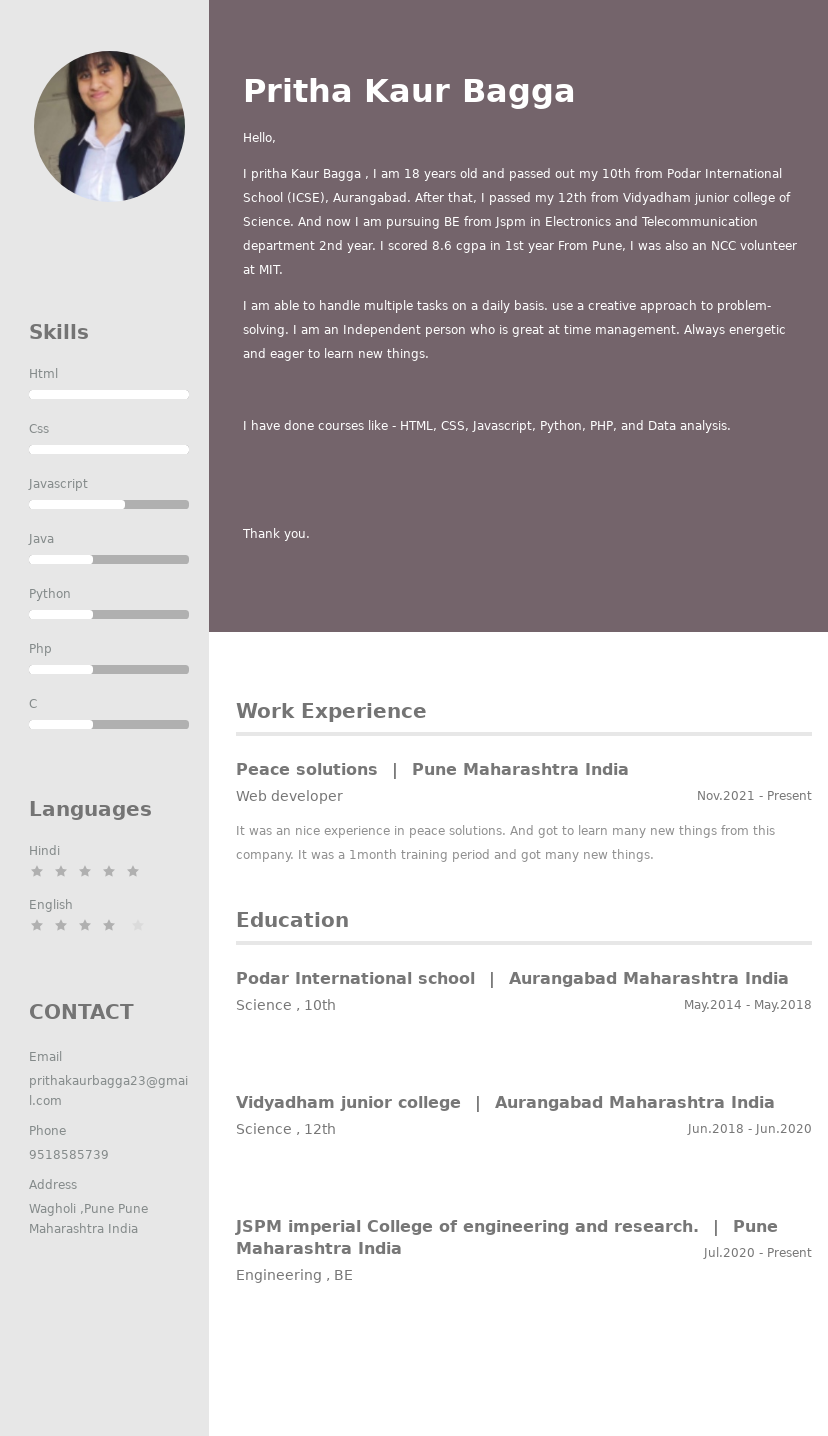 Pritha Kaur Bagga
Hello,
I pritha Kaur Bagga , I am 18 years old and passed out my 10th from Podar International
School (ICSE), Aurangabad. After that, I passed my 12th from Vidyadham junior college of
Science. And now I am pursuing BE from Jspm in Electronics and Telecommunication
department 2nd year. I scored 8.6 cgpa in 1st year From Pune, I was also an NCC volunteer
at MIT.
I am able to handle multiple tasks on a daily basis. use a creative approach to problem-
solving. I am an Independent person who is great at time management. Always energetic
and eager to learn new things.
I have done courses like - HTML, CSS, Javascript, Python, PHP, and Data analysis.
Thank you.
Skills
Html
Css
Javascript
Java
Python
Php
C
Languages
Hindi
English
CONTACT
Email
prithakaurbagga23@gmai
l.com
Phone
9518585739
Address
Wagholi ,Pune Pune
Maharashtra India
Work Experience
Peace solutions | Pune Maharashtra India
Web developer Nov.2021 - Present
It was an nice experience in peace solutions. And got to learn many new things from this
company. It was a 1month training period and got many new things.
Education
Podar International school | Aurangabad Maharashtra India
Science , 10th May.2014 - May.2018
Vidyadham junior college | Aurangabad Maharashtra India
Science , 12th Jun.2018 - Jun.2020
JSPM imperial College of engineering and research. | Pune
Maharashtra India Jul.2020 - Present
Engineering , BE